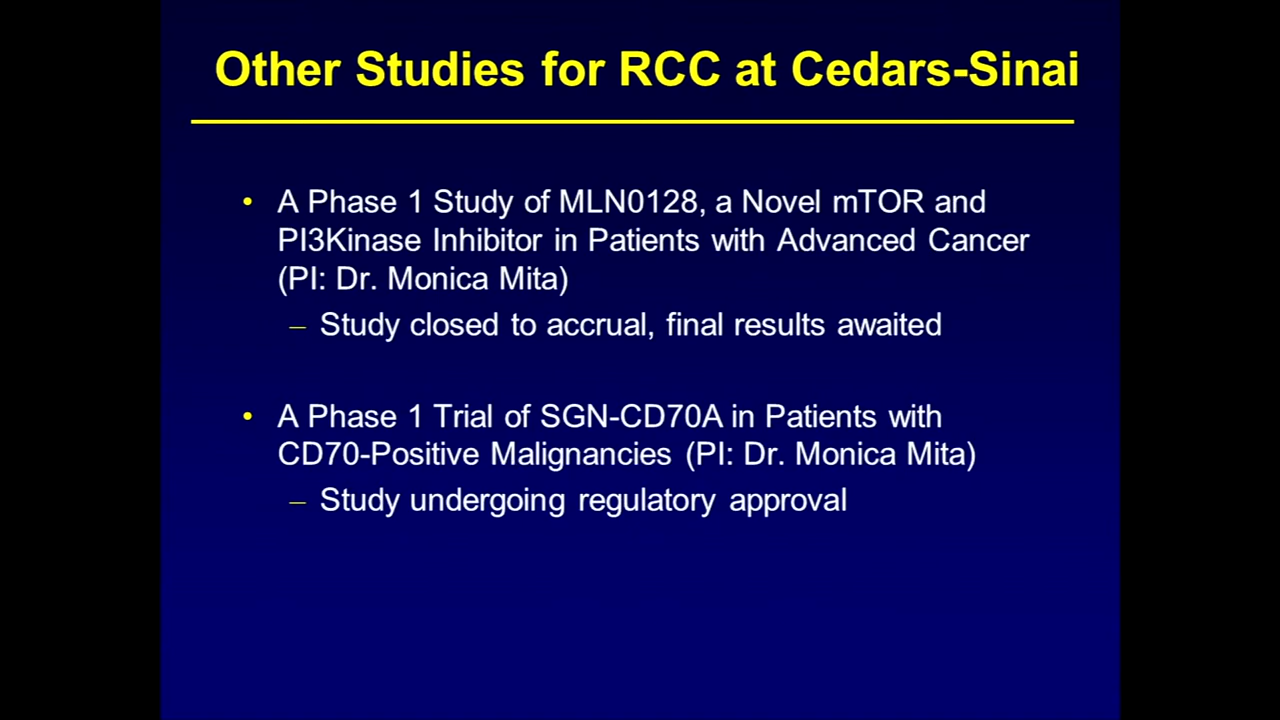 Other Studies for RCC at Cedars-Sinai
• A Phase 1 Study of MLN0128, a Novel mTOR and
PI3Kinase Inhibitor in Patients with Advanced Cancer
(PI: Dr. Monica Mita)
– Study closed to accrual, final results awaited
• A Phase 1 Trial of SGN-CD70A in Patients with
CD70-Positive Malignancies (PI: Dr. Monica Mita)
– Study undergoing regulatory approval